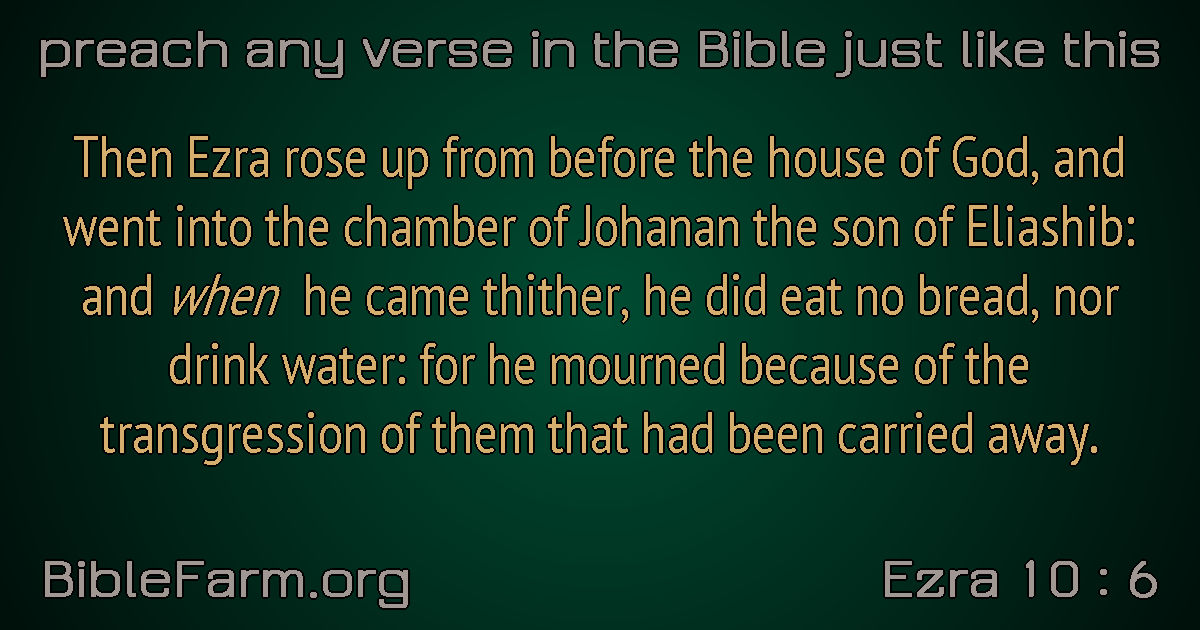 preach any verse in the Bible just like this
Then Ezra rose up from before the house of God, and
went into the chamber of Johanan the son of Eliashib:
and when he came thither, he did eat no bread, nor
drink water: for he mourned because of the
transgression of them that had been carried away.
BibleFarm.org
Ezra 10 : 6